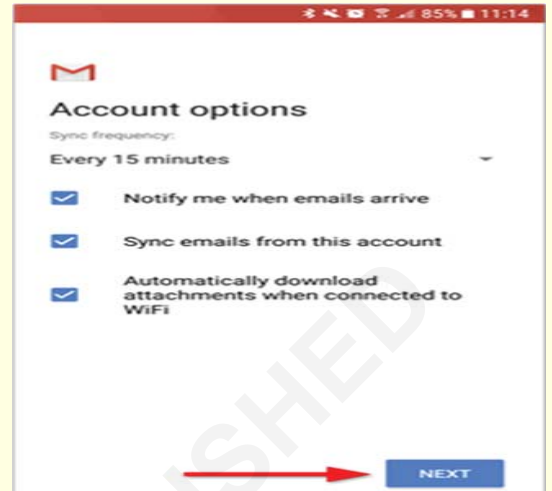 85% 11:14
Account options
Sync frequency:
Every 15 minutes
Notify me when emails arrive
Sync emails from this account
Automatically download
attachments when connected to
WiFi
SHED
NEXT